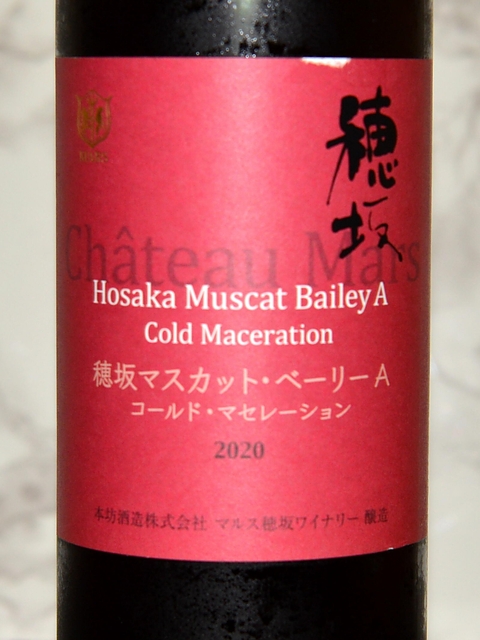 穂坂
Château Mars
Hosaka Muscat Bailey A
Cold Maceration
穂坂マスカット・ベーリーA
コールド・マセレーション
2020
本坊酒造株式会社 マルス穂坂ワイナリー 醸造